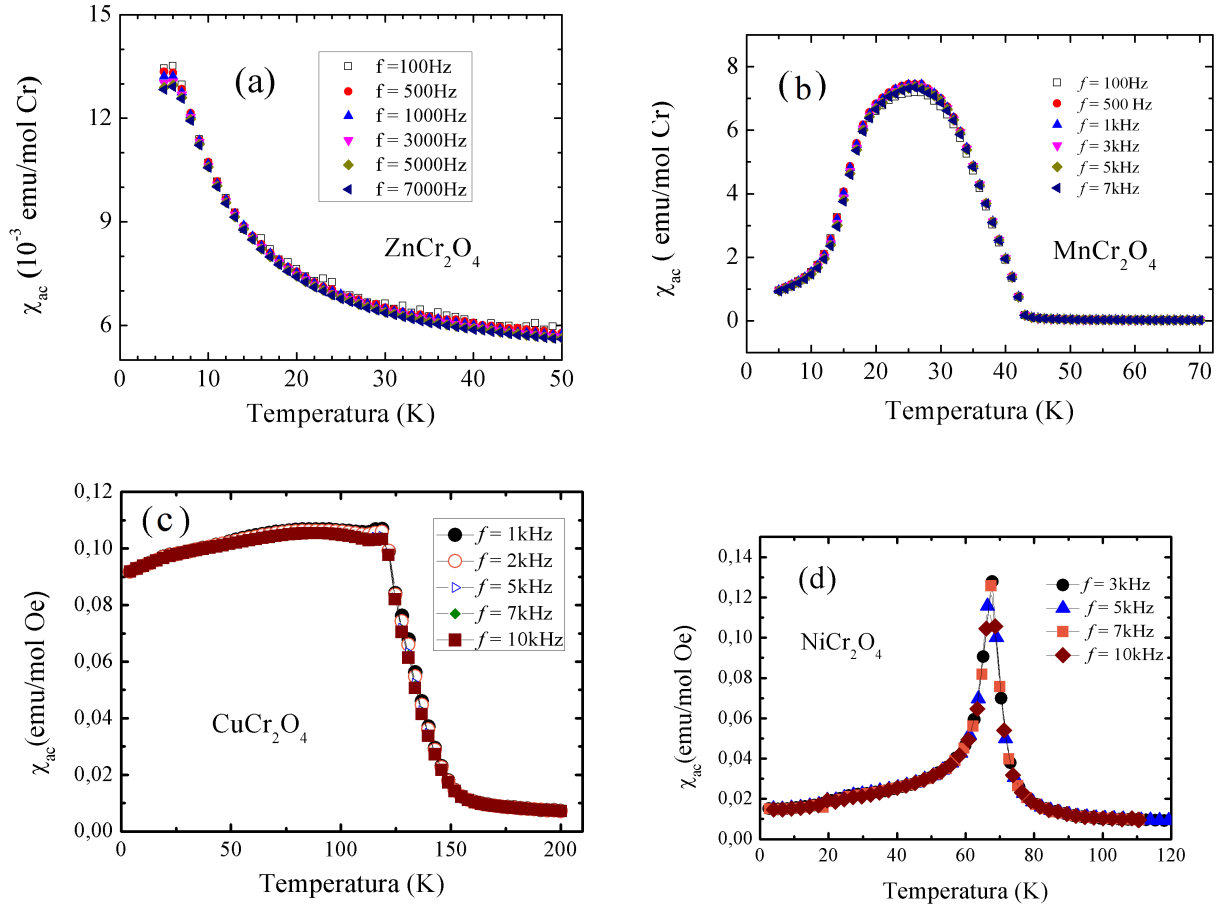 15
12
9
6
0
10
20
30
40
50
(a)
f = 100Hz
f = 500Hz
f = 1000Hz
f = 3000Hz
f = 5000Hz
f = 7000Hz
ZnCr₂O₄
χac (10⁻³ emu/mol Cr)
Temperatura (K)
8
6
4
2
0
0
10
20
30
40
50
60
70
(b)
f = 100Hz
f = 500 Hz
f = 1kHz
f = 3kHz
f = 5kHz
f = 7kHz
MnCr₂O₄
χac ( emu/mol Cr)
Temperatura (K)
0,12
0,10
0,08
0,06
0,04
0,02
0,00
0
50
100
150
200
(c)
f = 1kHz
f = 2kHz
f = 5kHz
f = 7kHz
f = 10kHz
CuCr₂O₄
χac(emu/mol Oe)
Temperatura (K)
0,14
0,12
0,10
0,08
0,06
0,04
0,02
0,00
0
20
40
60
80
100
120
(d)
f = 3kHz
f = 5kHz
f = 7kHz
f = 10kHz
NiCr₂O₄
χac(emu/mol Oe)
Temperatura (K)